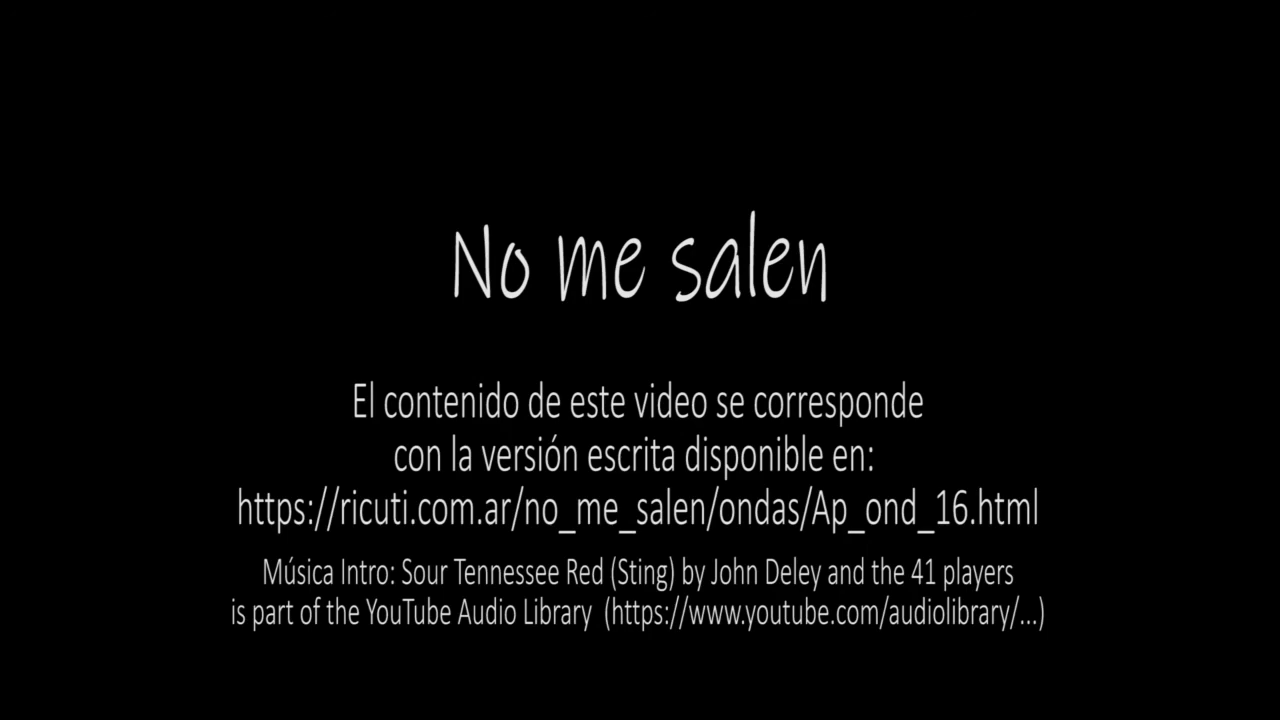 No me salen
El contenido de este video se corresponde
con la versión escrita disponible en:
https://ricuti.com.ar/no_me_salen/ondas/Ap_ond_16.html
Música Intro: Sour Tennessee Red (Sting) by John Deley and the 41 players
is part of the YouTube Audio Library (https://www.youtube.com/audiolibrary/...)